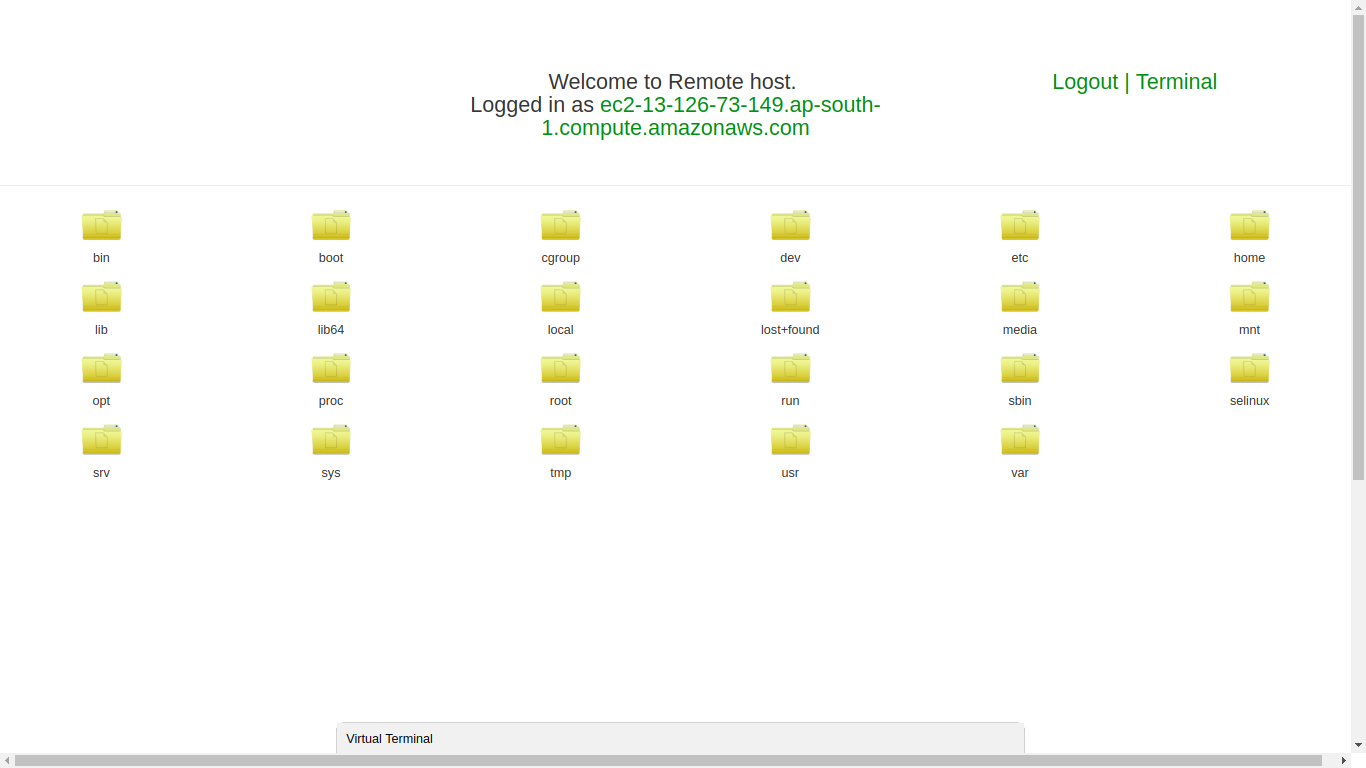 Welcome to Remote host.
Logout | Terminal
Logged in as ec2-13-126-73-149.ap-south-
1.compute.amazonaws.com
bin boot cgroup dev etc home
lib lib64 local lost+found media mnt
opt proc root run sbin selinux
srv sys tmp usr var
Virtual Terminal